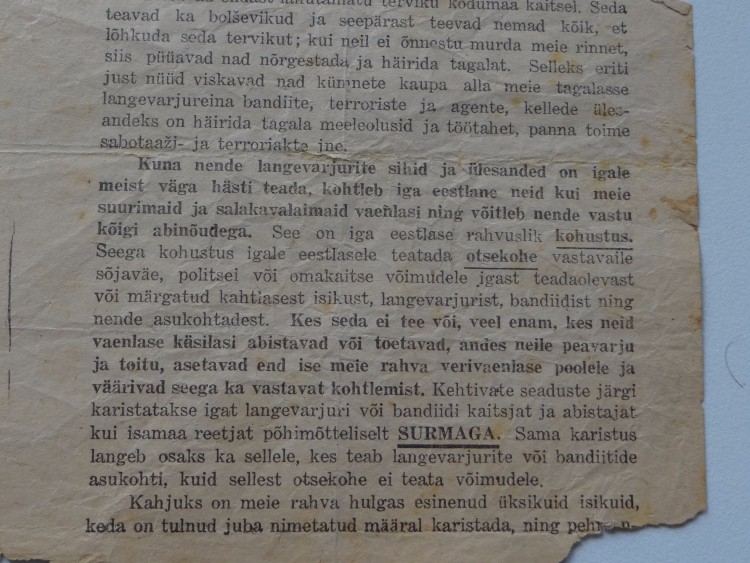 lahutamatu terviku kodumaa kaitsel. Seda
teavad ka bolševikud ja seepärast teevad nemad kõik, et
lõhkuda seda tervikut; kui neil ei õnnestu murda meie rinnet,
siis püüavad nad nõrgestada ja häirida tagalat. Selleks eriti
just nüüd viskavad nad kümnete kaupa alla meie tagalasse
langevarjureina bandiite, terroriste ja agente, kellede üles-
andeks on häirida tagala meeleolusid ja töötahet, panna toime
sabotaaži- ja terroriakte jne.
Kuna nende langevarjurite sihid ja ülesanded on igale
meist väga hästi teada, kohtleb iga eestlane neid kui meie
suurimaid ja salakavalaimaid vaenlasi ning võitleb nende vastu
kõigi abinõudega. See on iga eestlase rahvuslik kohustus.
Seega kohustus igale eestlasele teatada otsekohe vastavaile
sõjaväe, politsei või omakaitse võimudele igast teadaolevast
või märgatud kahtlasest isikust, langevarjurist, bandiidist ning
nende asukohtadest. Kes seda ei tee või, veel enam, kes neid
vaenlase käsilasi abistavad või toetavad, andes neile peavarju
ja toitu, asetavad end ise meie rahva verivaenlase poolele ja
väärivad seega ka vastavat kohtlemist. Kehtivate seaduste järgi
karistatakse igat langevarjuri või bandiidi kaitsjat ja abistajat
kui isamaa reetjat põhimõtteliselt SURMAGA. Sama karistus
langeb osaks ka sellele, kes teab langevarjurite või bandiitide
asukohti, kuid sellest otsekohe ei teata võimudele.
Kahjuks on meie rahva hulgas esinenud üksikuid isikuid,
keda on tulnud juba nimetatud määral karistada, ning